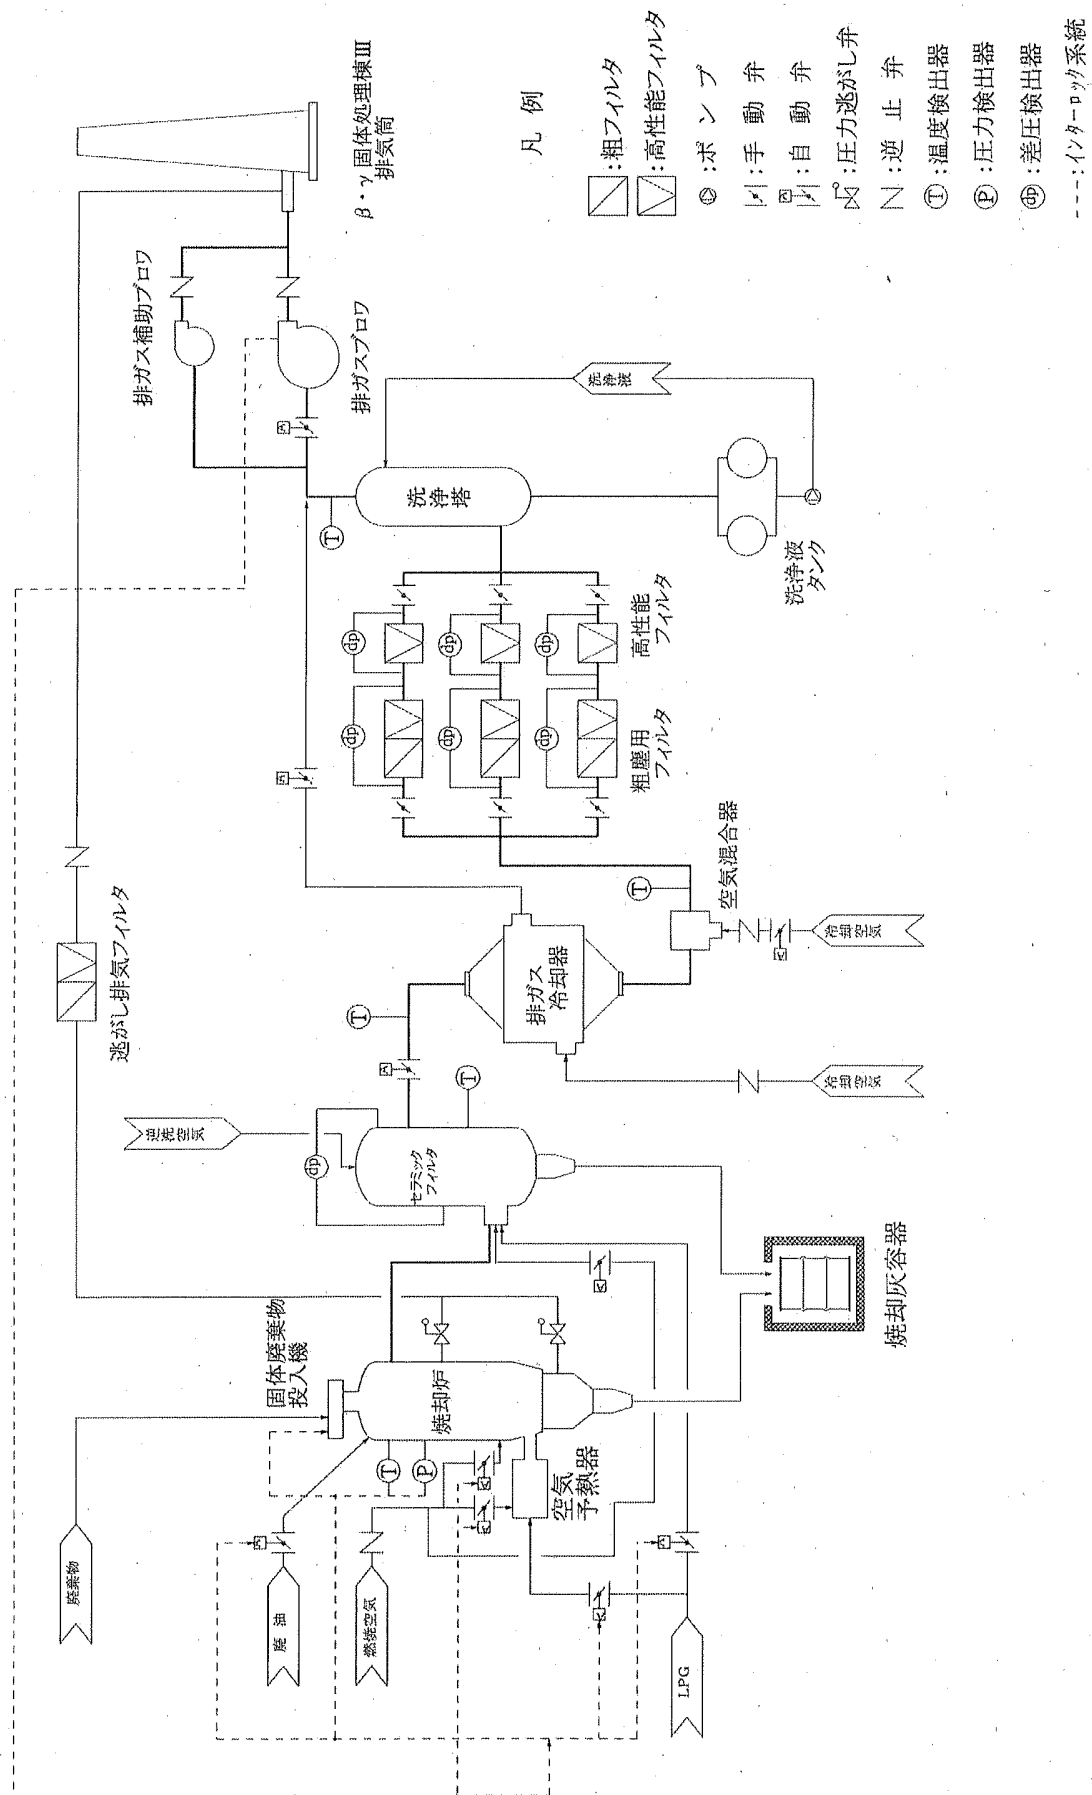 廃棄物
廃油
燃焼空気
LPG
固体廃棄物
投入機
焼却炉
T
P
空気
予熱器
焼却灰容器
逆洗空気
dp
セラミック
フィルタ
T
T
逃がし排気フィルタ
排ガス
冷却器
冷却空気
冷却空気
空気混合器
T
dp
dp
dp
粗塵用
フィルタ
dp
dp
dp
高性能
フィルタ
T
洗浄塔
洗浄液
タンク
洗浄液
排ガス補助ブロワ
排ガスブロワ
β・γ固体処理棟III
排気筒
凡例
:粗フィルタ
:高性能フィルタ
:ポンプ
:手動弁
:自動弁
:圧力逃がし弁
:逆止弁
T:温度検出器
P:圧力検出器
dp:差圧検出器
----:インターロック系統